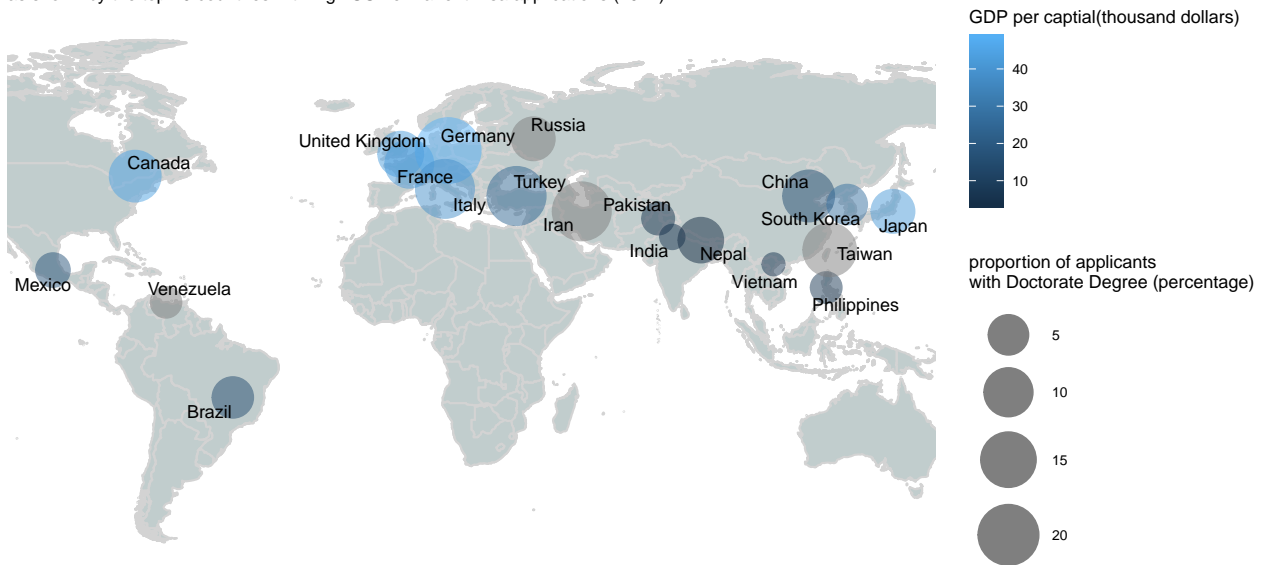 GDP per captial(thousand dollars)
40
30
20
10
Russia
United Kingdom
Germany
Canada
France
Turkey
China
Italy
Pakistan
Iran
South Korea
Japan
India
Nepal
Taiwan
Mexico
Venezuela
Vietnam
Philippines
Brazil
proportion of applicants
with Doctorate Degree (percentage)
5
10
15
20